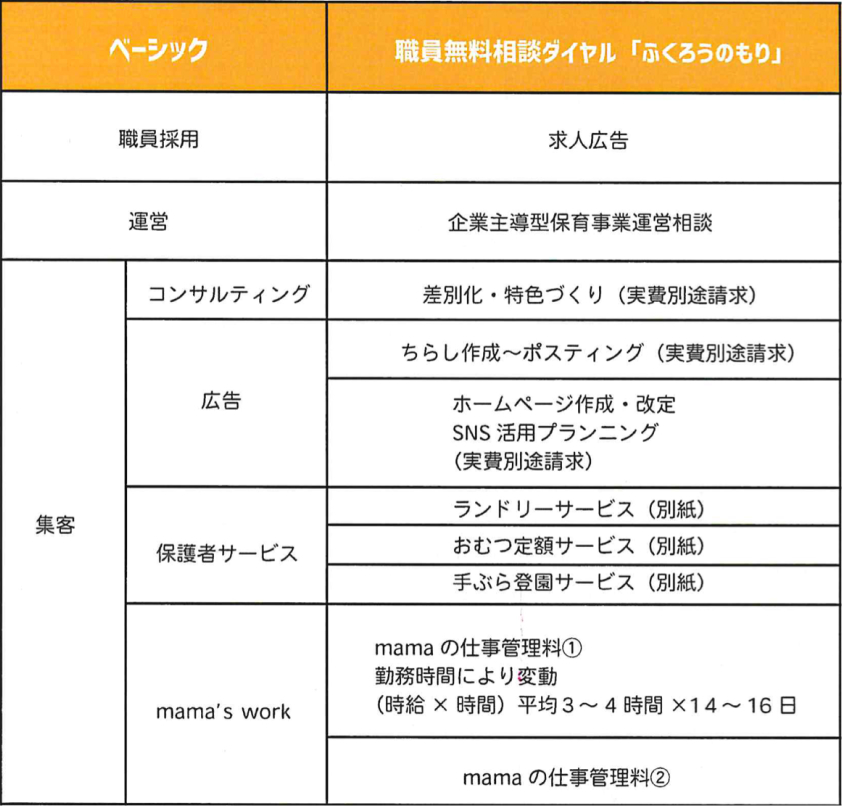 ベーシック
職員無料相談ダイヤル「ふくろうのもり」
職員採用
求人広告
運営
企業主導型保育事業運営相談
集客
コンサルティング
差別化・特色づくり（実費別途請求）
広告
ちらし作成～ポスティング（実費別途請求）
ホームページ作成・改定
SNS 活用プランニング
（実費別途請求）
保護者サービス
ランドリーサービス（別紙）
おむつ定額サービス（別紙）
手ぶら登園サービス（別紙）
mama's work
mama の仕事管理料①
勤務時間により変動
（時給 × 時間）平均３～４時間 ×１４～１６日
mama の仕事管理料②